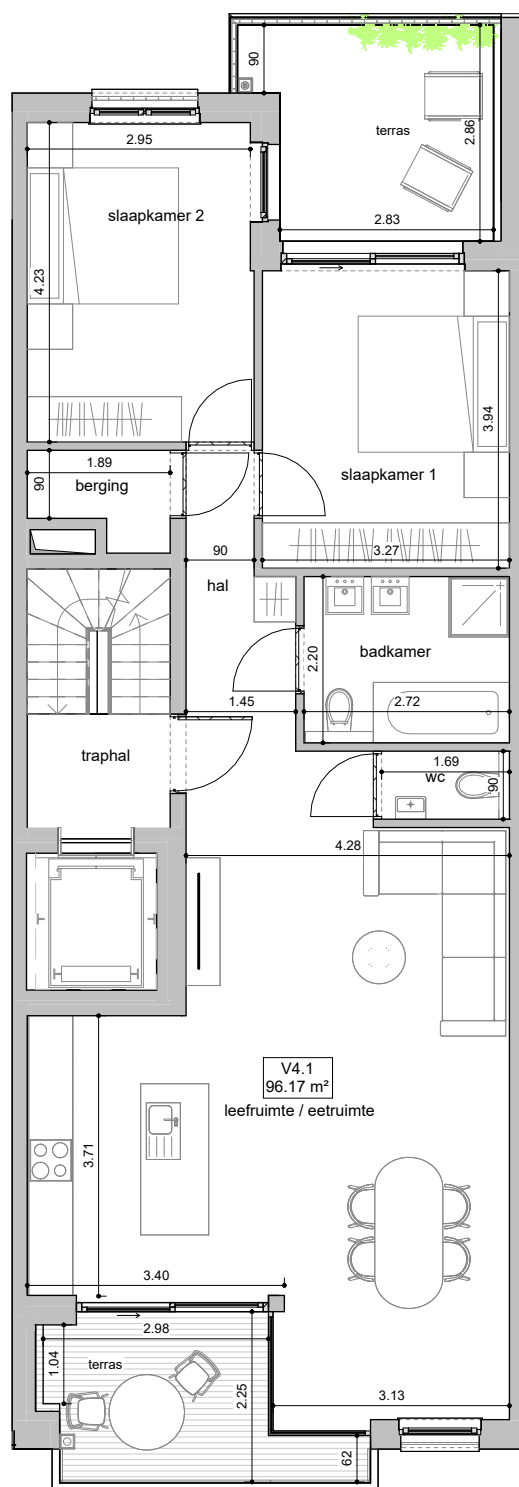 90
terras
2.86
2.95
2.83
slaapkamer 2
4.23
3.94
1.89
90
berging
slaapkamer 1
90
3.27
hal
badkamer
2.20
1.45
2.72
traphal
1.69
wc
90
4.28
V4.1
96.17 m²
leefruimte / eetruimte
3.71
3.40
2.98
1.04
terras
2.25
3.13
62